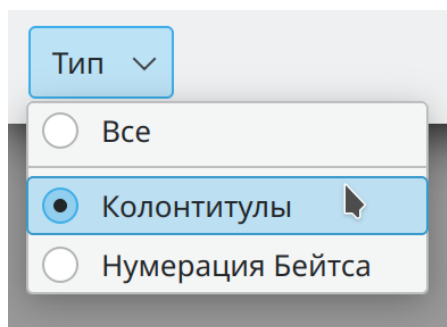 Тип
Все
Колонтитулы
Нумерация Бейтса